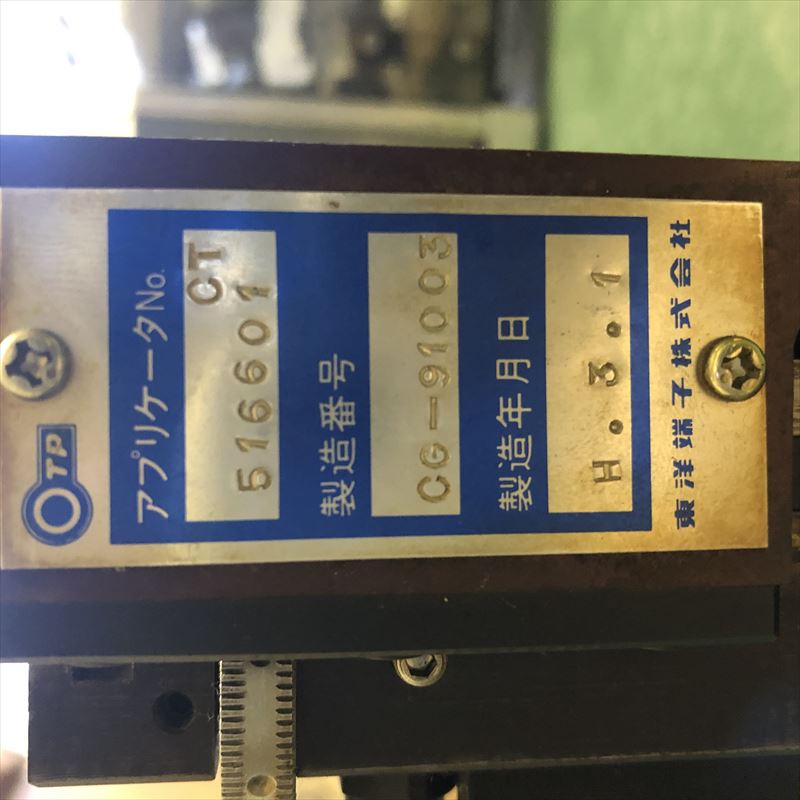 OTP
アプリケータNo.
CT
516601
製造番号
CG-91003
製造年月日
H.3.1
東洋端子株式会社